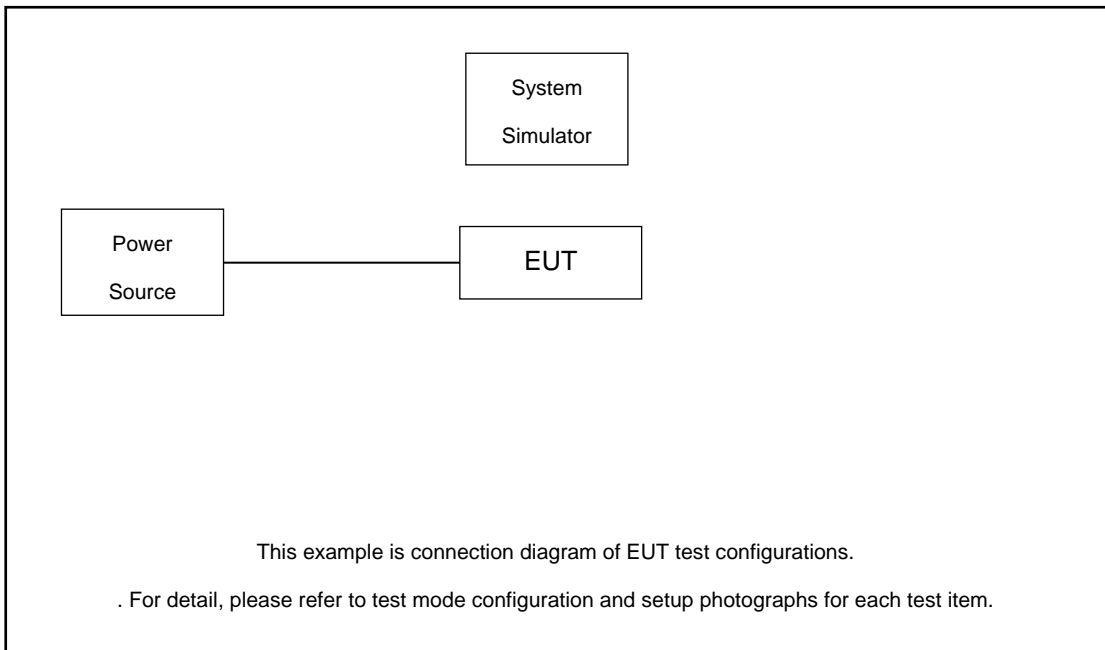 System
Simulator
Power
Source
EUT
This example is connection diagram of EUT test configurations.
. For detail, please refer to test mode configuration and setup photographs for each test item.